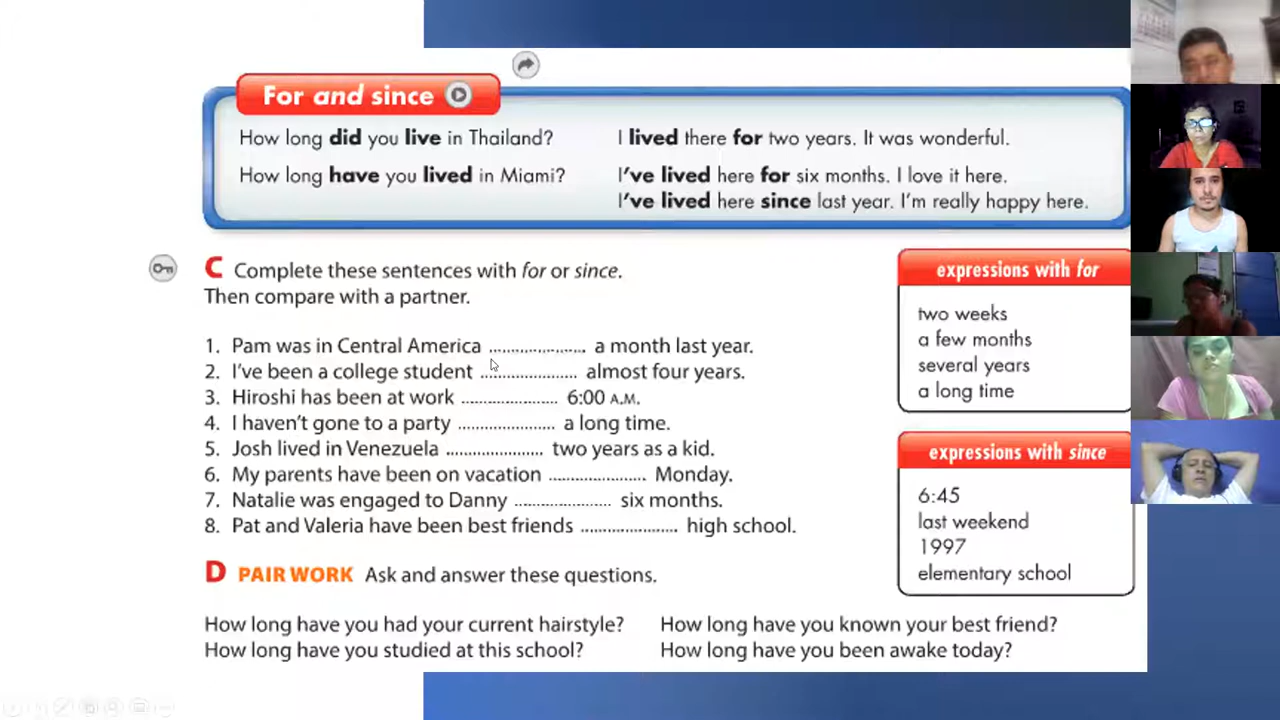 For and since
How long did you live in Thailand? I lived there for two years. It was wonderful.
How long have you lived in Miami? I've lived here for six months. I love it here.
I've lived here since last year. I'm really happy here.
C Complete these sentences with for or since.
Then compare with a partner.
1. Pam was in Central America .................... a month last year.
2. I've been a college student .................... almost four years.
3. Hiroshi has been at work .................... 6:00 A.M.
4. I haven't gone to a party .................... a long time.
5. Josh lived in Venezuela .................... two years as a kid.
6. My parents have been on vacation .................... Monday.
7. Natalie was engaged to Danny .................... six months.
8. Pat and Valeria have been best friends .................... high school.
expressions with for
two weeks
a few months
several years
a long time
expressions with since
6:45
last weekend
1997
elementary school
D PAIR WORK Ask and answer these questions.
How long have you had your current hairstyle? How long have you known your best friend?
How long have you studied at this school? How long have you been awake today?